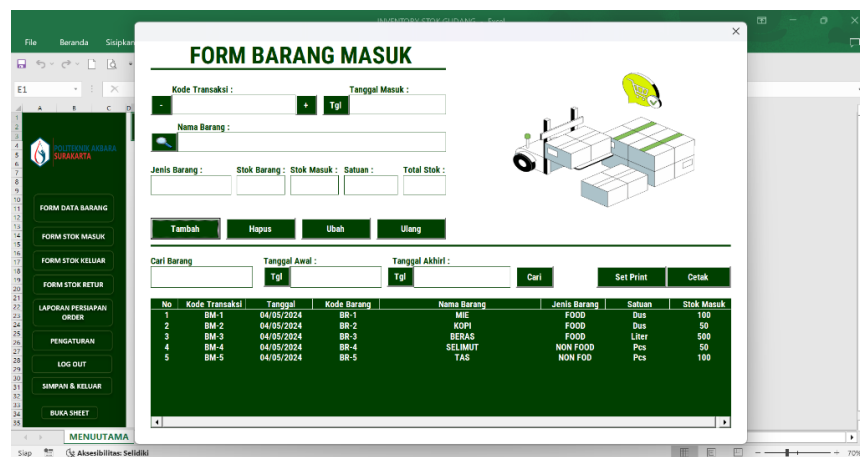 INVENTORY STOK GUDANG - Excel
File Beranda Sisipkan
E1
A B C D
POLITEKNIK AKBARA
SURAKARTA
FORM DATA BARANG
FORM STOK MASUK
FORM STOK KELUAR
FORM STOK RETUR
LAPORAN PERSIAPAN
ORDER
PENGATURAN
LOG OUT
SIMPAN & KELUAR
BUKA SHEET
FORM BARANG MASUK
Kode Transaksi : Tanggal Masuk :
- + Tgl
Nama Barang :
Jenis Barang : Stok Barang : Stok Masuk : Satuan : Total Stok :
Tambah Hapus Ubah Ulang
Cari Barang Tanggal Awal : Tanggal Akhirl :
Tgl Tgl Cari Set Print Cetak
No Kode Transaksi Tanggal Kode Barang Nama Barang Jenis Barang Satuan Stok Masuk
1 BM-1 04/05/2024 BR-1 MIE FOOD Dus 100
2 BM-2 04/05/2024 BR-2 KOPI FOOD Dus 50
3 BM-3 04/05/2024 BR-3 BERAS FOOD Liter 500
4 BM-4 04/05/2024 BR-4 SELIMUT NON FOOD Pcs 50
5 BM-5 04/05/2024 BR-5 TAS NON FOD Pcs 100
MENUUTAMA
Siap Aksesibilitas: Selidiki 70%